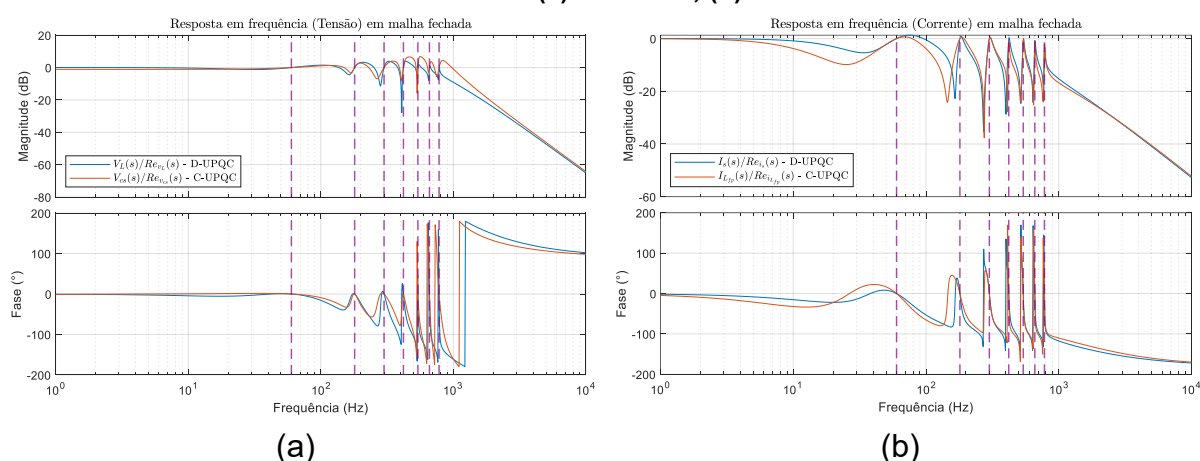 Resposta em frequência (Tensão) em malha fechada
20
0
-20
-40
-60
-80
Magnitude (dB)
V_L(s)/Re_{v_L}(s) - D-UPQC
V_{cs}(s)/Re_{v_{cs}}(s) - C-UPQC
200
100
0
-100
-200
Fase (°)
10^0 10^1 10^2 10^3 10^4
Frequência (Hz)
(a)
Resposta em frequência (Corrente) em malha fechada
0
-20
-40
-60
Magnitude (dB)
I_s(s)/Re_{i_s}(s) - D-UPQC
I_{L_{fp}}(s)/Re_{i_{L_{fp}}}(s) - C-UPQC
200
100
0
-100
-200
Fase (°)
10^0 10^1 10^2 10^3 10^4
Frequência (Hz)
(b)